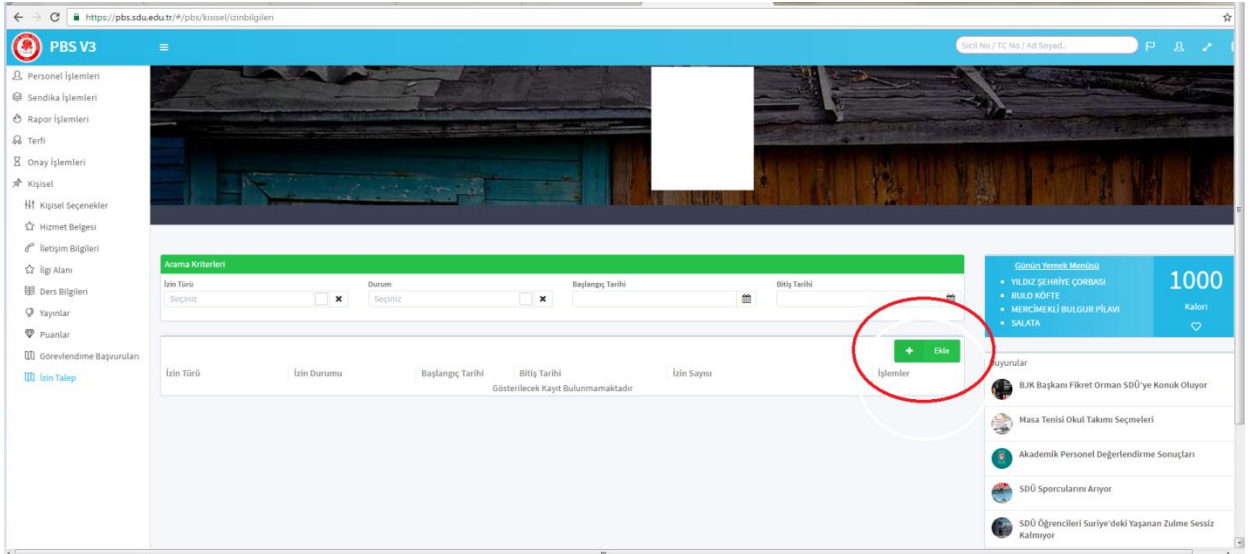 https://pbs.sdu.edu.tr/#/pbs/kisisel/izinbilgileri
PBS V3
Sicil No / TC No / Ad Soyad..
Personel İşlemleri
Sendika İşlemleri
Rapor İşlemleri
Terfi
Onay İşlemleri
Kişisel
Kişisel Seçenekler
Hizmet Belgesi
İletişim Bilgileri
İlgi Alanı
Ders Bilgileri
Yayınlar
Puanlar
Görevlendime Başvuruları
İzin Talep
Arama Kriterleri
İzin Türü
Durum
Başlangıç Tarihi
Bitiş Tarihi
Seçiniz
Seçiniz
Ekle
İzin Türü
İzin Durumu
Başlangıç Tarihi
Bitiş Tarihi
İzin Sayısı
İşlemler
Gösterilecek Kayıt Bulunmamaktadır
Günün Yemek Menüsü
YILDIZ ŞEHRİYE ÇORBASI
RULO KÖFTE
MERCİMEKLİ BULGUR PİLAVI
SALATA
1000
Kalori
uyurular
BJK Başkanı Fikret Orman SDÜ'ye Konuk Oluyor
Masa Tenisi Okul Takımı Seçmeleri
Akademik Personel Değerlendirme Sonuçları
SDÜ Sporcularını Arıyor
SDÜ Öğrencileri Suriye'deki Yaşanan Zulme Sessiz
Kalmıyor